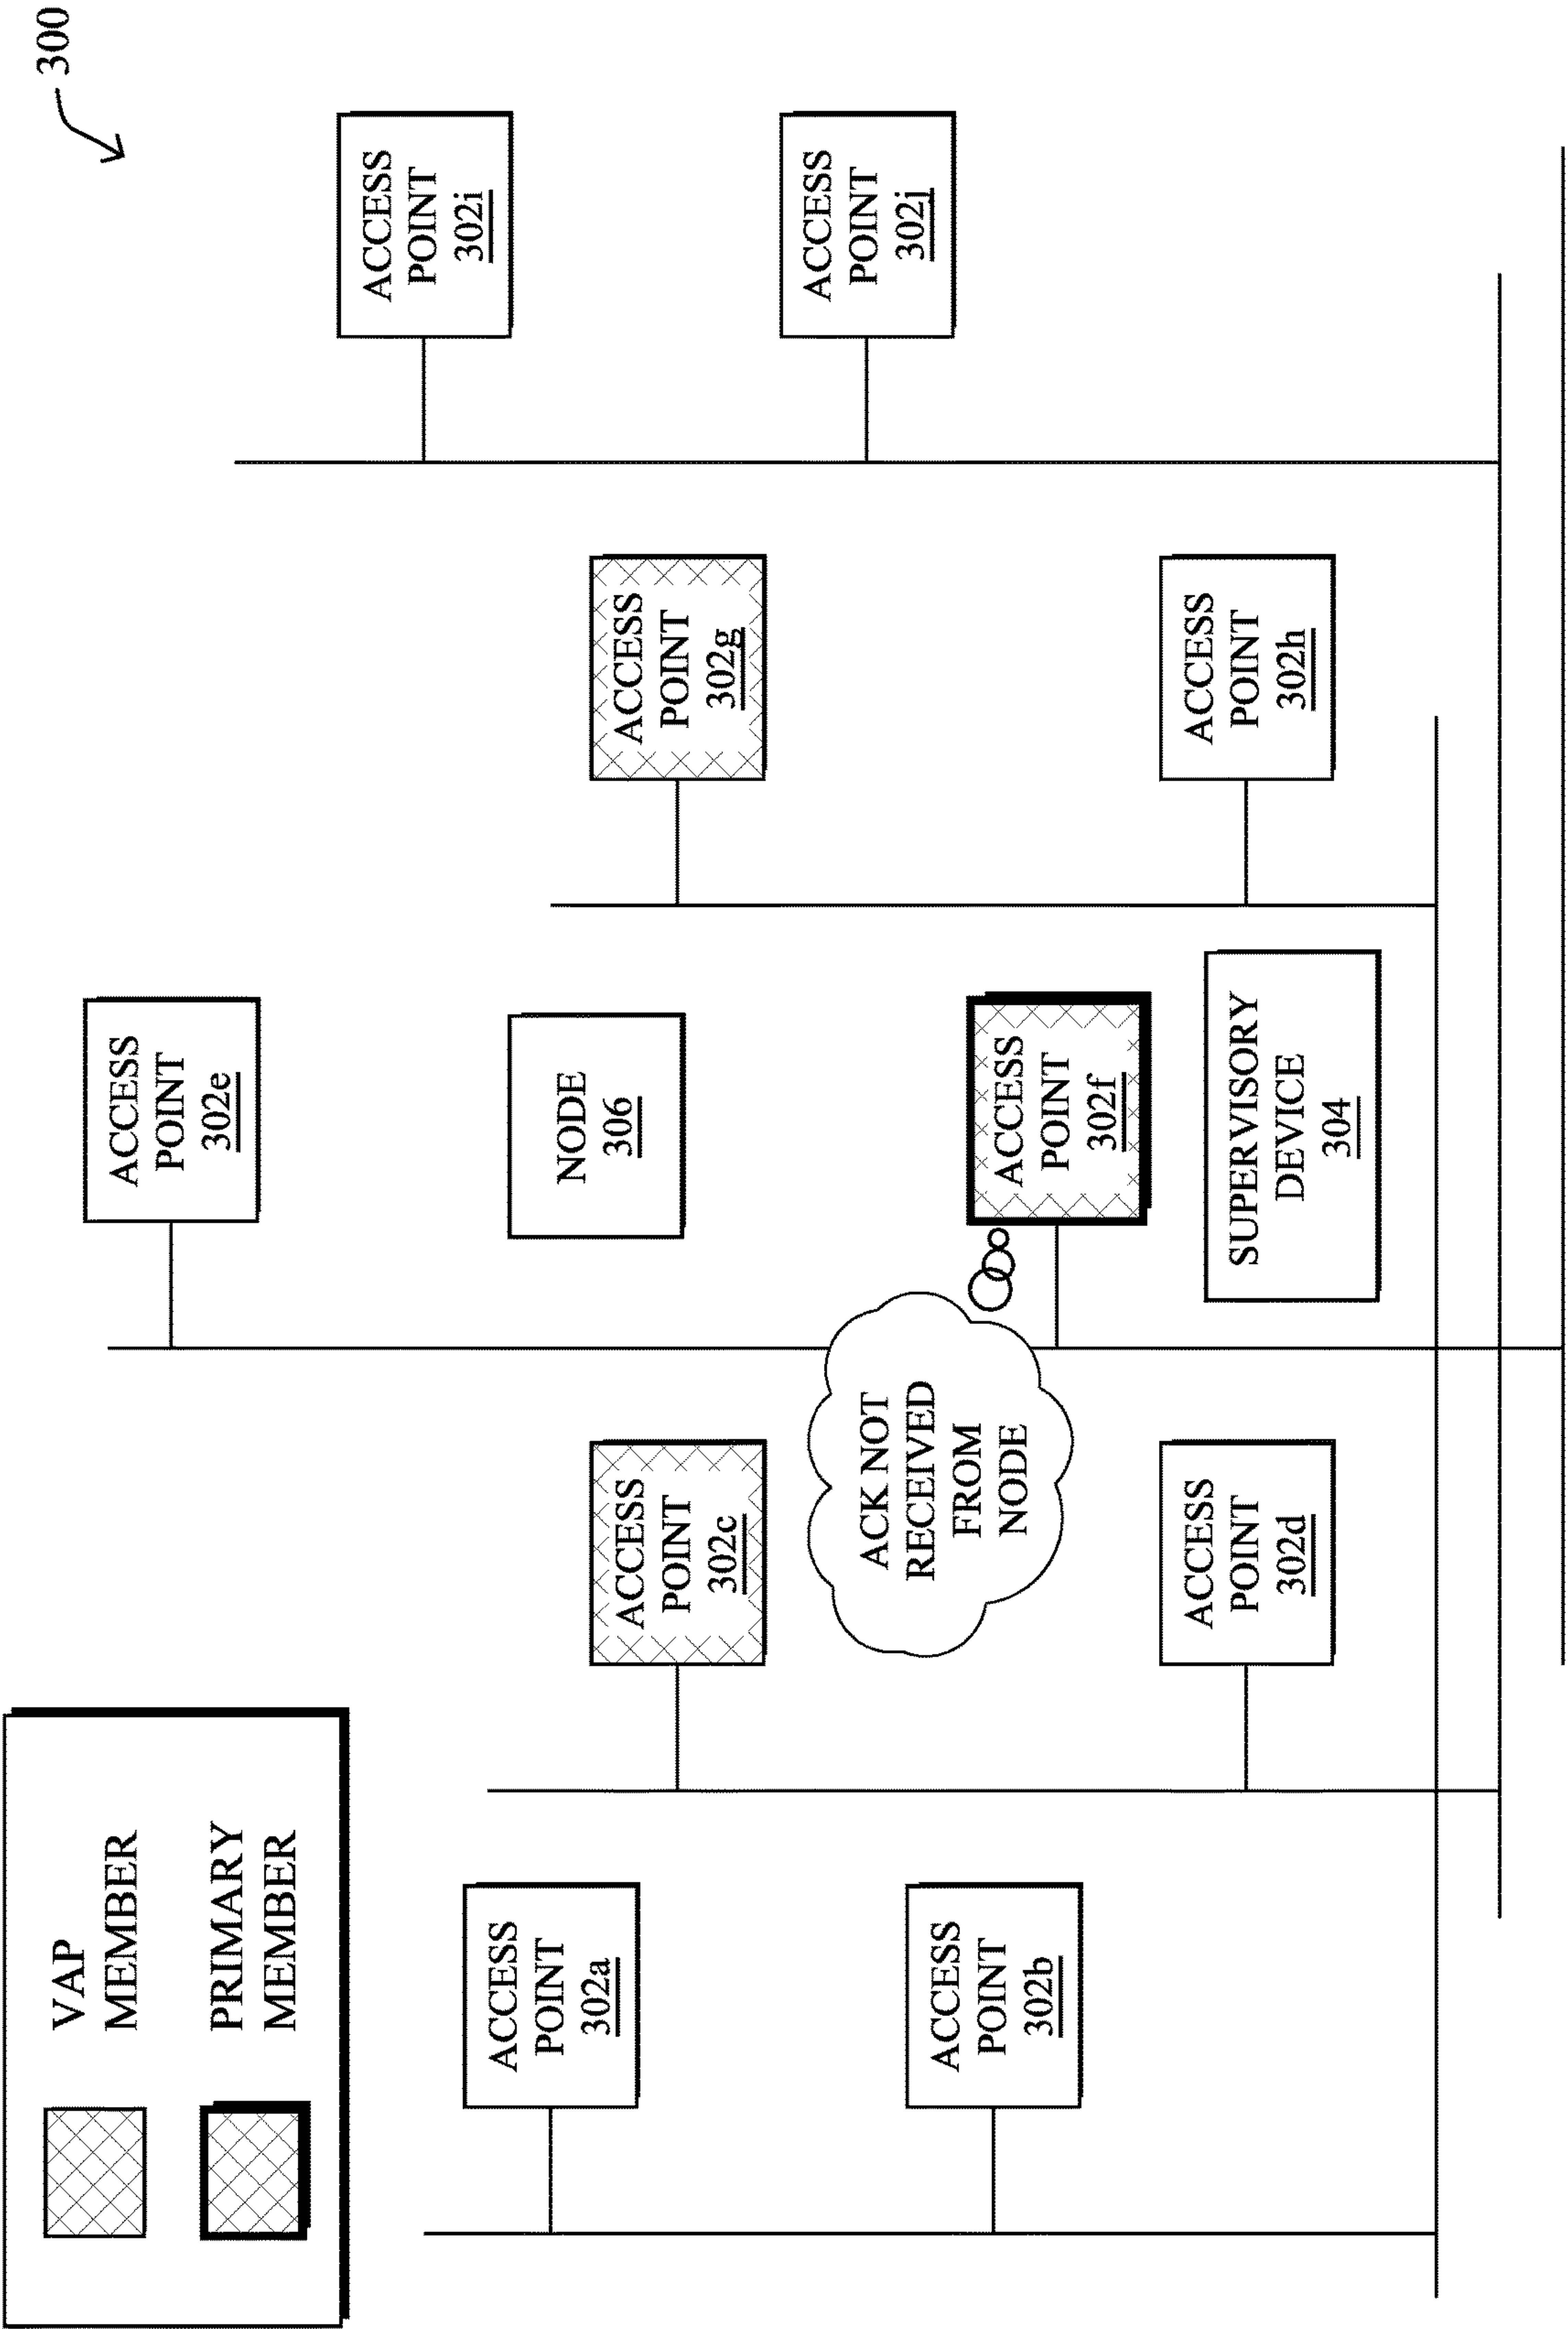 300
VAP
MEMBER
PRIMARY
MEMBER
ACCESS
POINT
302a
ACCESS
POINT
302b
ACCESS
POINT
302c
ACCESS
POINT
302d
ACCESS
POINT
302e
NODE
306
ACK NOT
RECEIVED
FROM
NODE
ACCESS
POINT
302f
SUPERVISORY
DEVICE
304
ACCESS
POINT
302g
ACCESS
POINT
302h
ACCESS
POINT
302i
ACCESS
POINT
302j